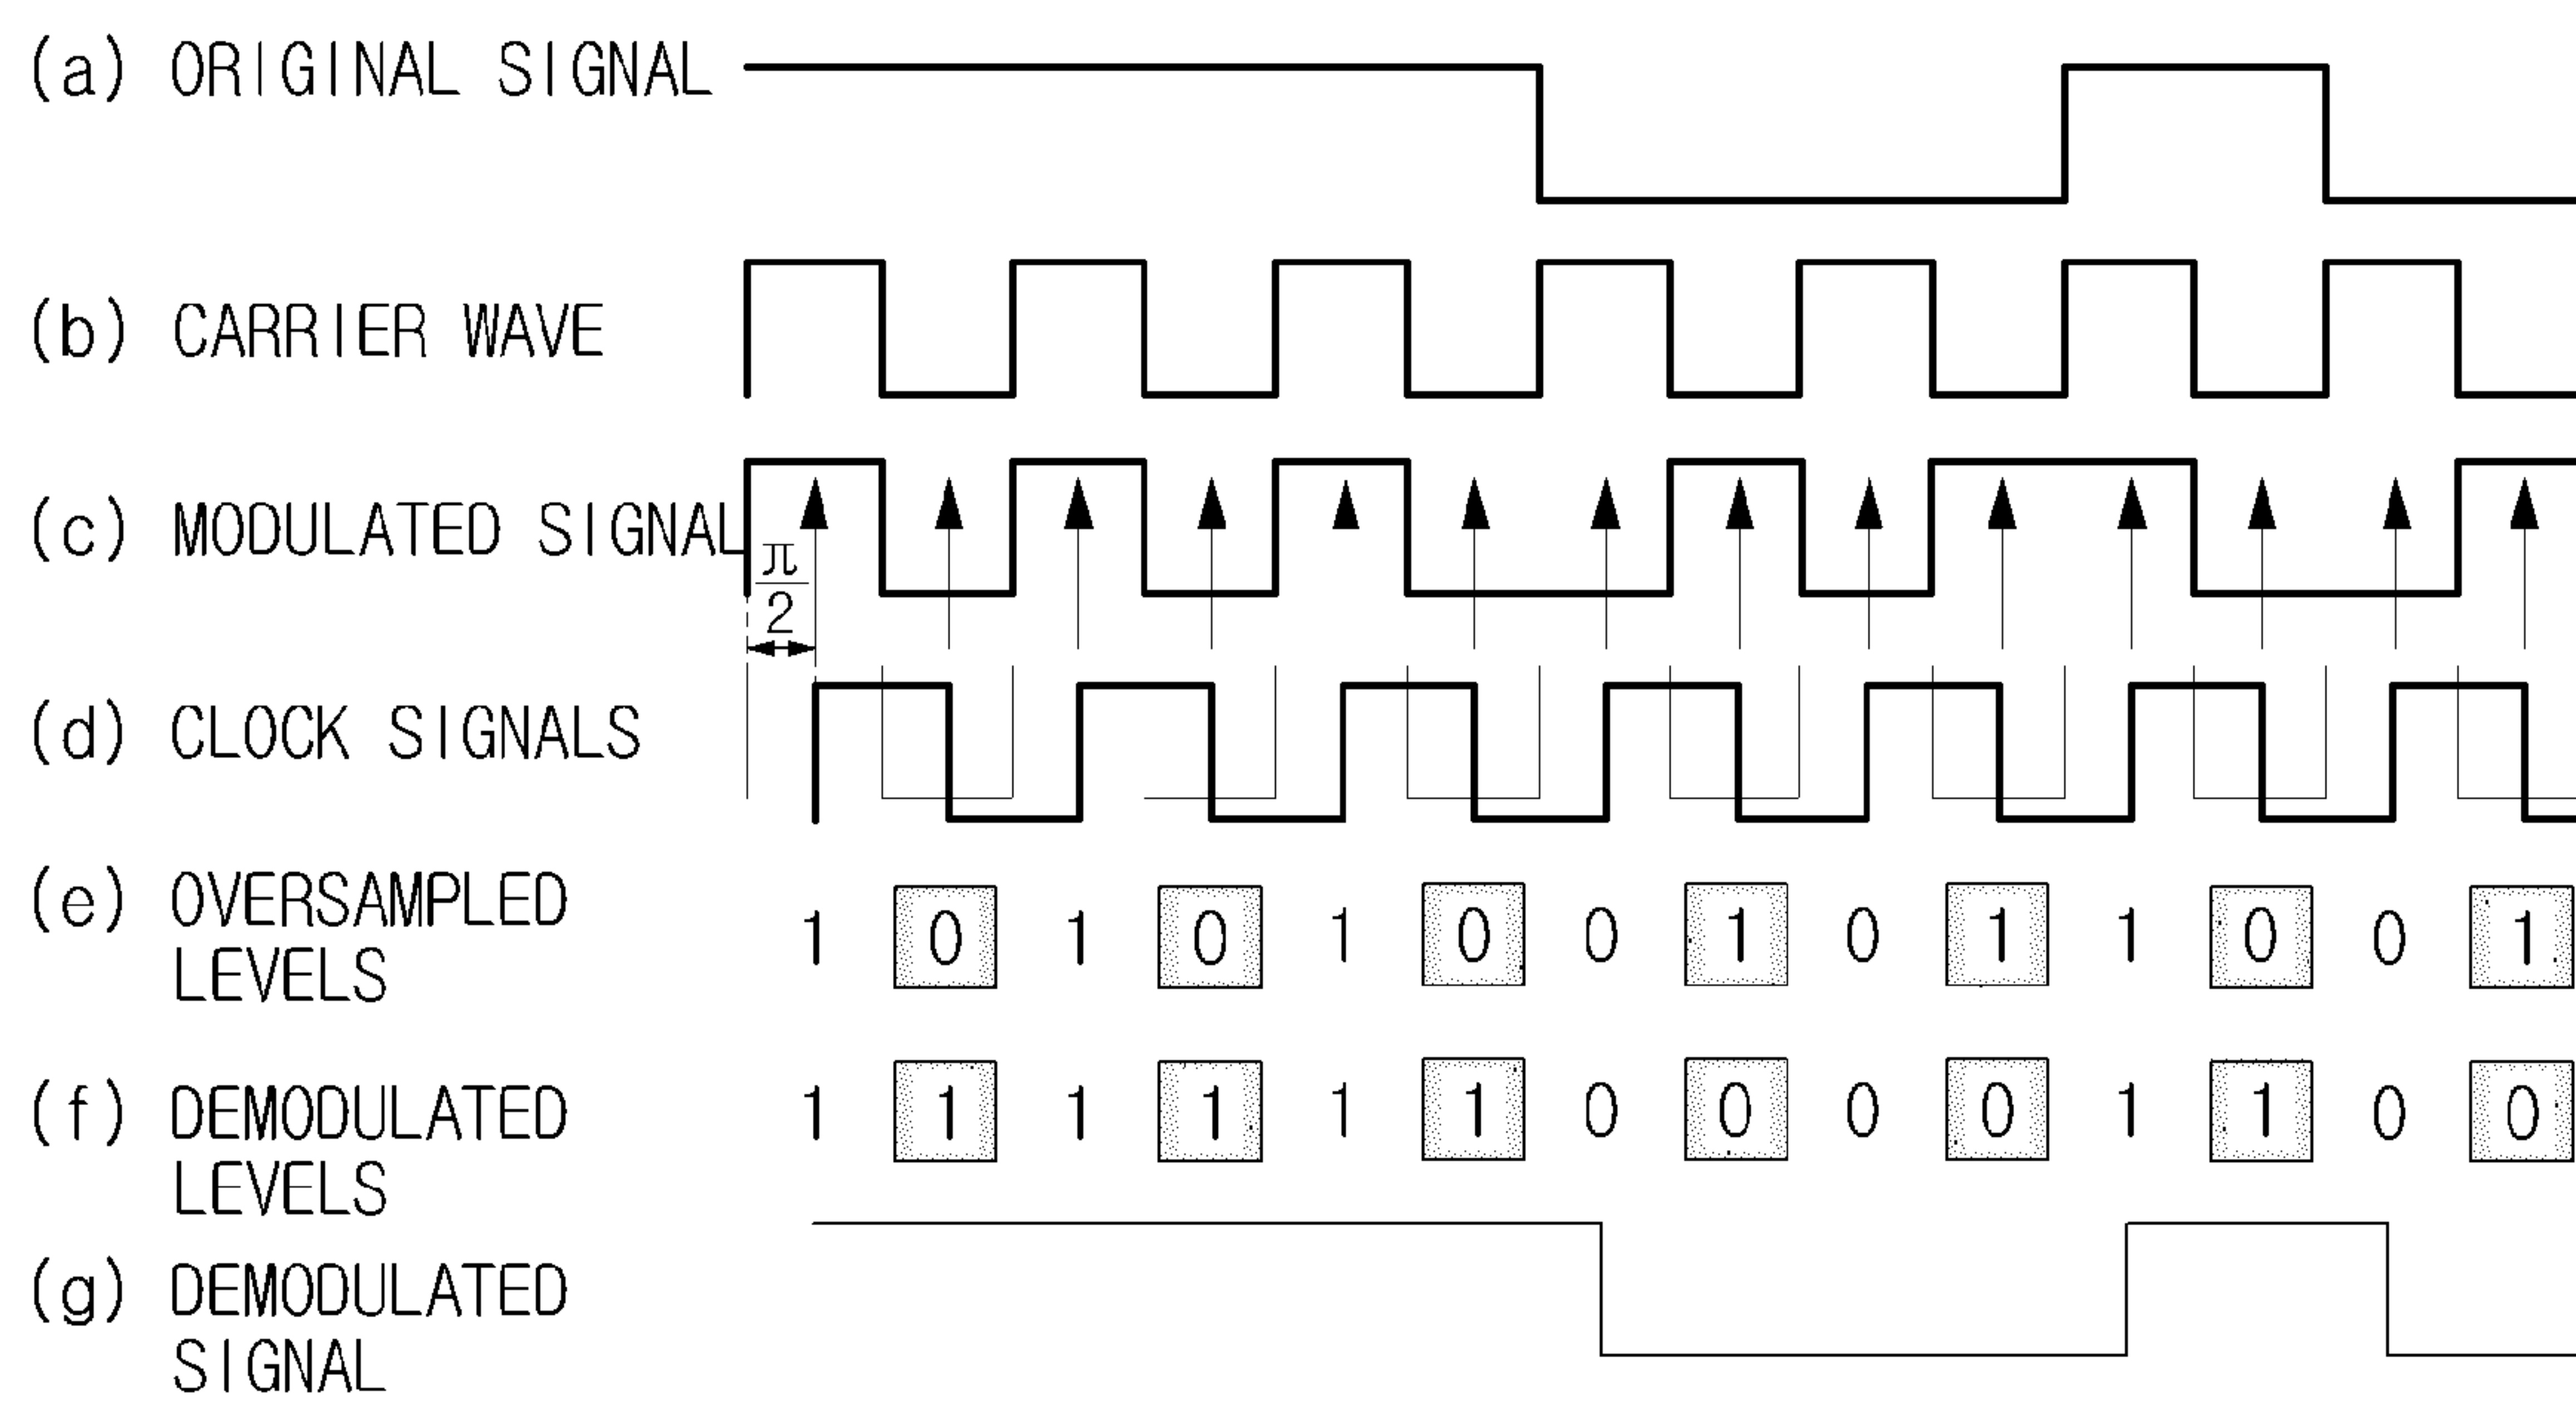 (a) ORIGINAL SIGNAL
(b) CARRIER WAVE
(c) MODULATED SIGNAL
π
2
(d) CLOCK SIGNALS
(e) OVERSAMPLED
LEVELS
1 0 1 0 1 0 0 1 0 1 1 0 0 1
(f) DEMODULATED
LEVELS
1 1 1 1 1 1 0 0 0 0 1 1 0 0
(g) DEMODULATED
SIGNAL